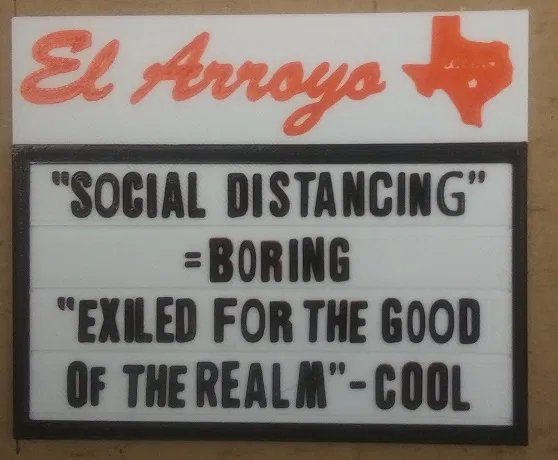 El Arroyo
"SOCIAL DISTANCING"
=BORING
"EXILED FOR THE GOOD
OF THE REALM"-COOL